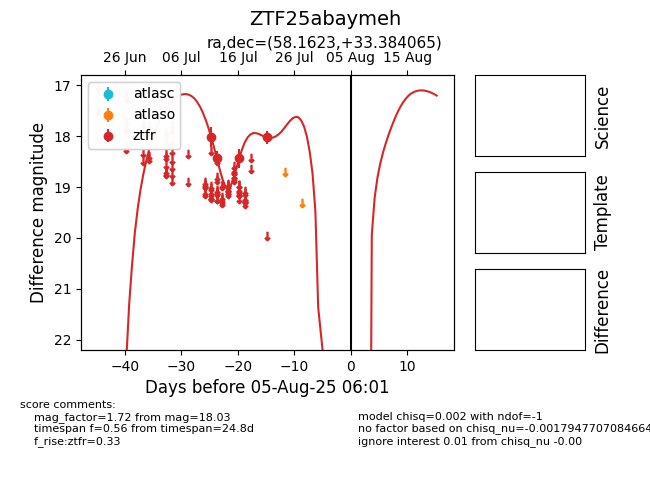 ZTF25abaymeh
ra,dec=(58.1623,+33.384065)
26 Jun 06 Jul 16 Jul 26 Jul 05 Aug 15 Aug
17
18
19
20
21
22
Difference magnitude
atlasc
atlaso
ztfr
−40 −30 −20 −10 0 10
Days before 05-Aug-25 06:01
Science
Template
Difference
score comments:
mag_factor=1.72 from mag=18.03
timespan f=0.56 from timespan=24.8d
f_rise:ztfr=0.33
model chisq=0.002 with ndof=-1
no factor based on chisq_nu=-0.0017947707084664
ignore interest 0.01 from chisq_nu -0.00